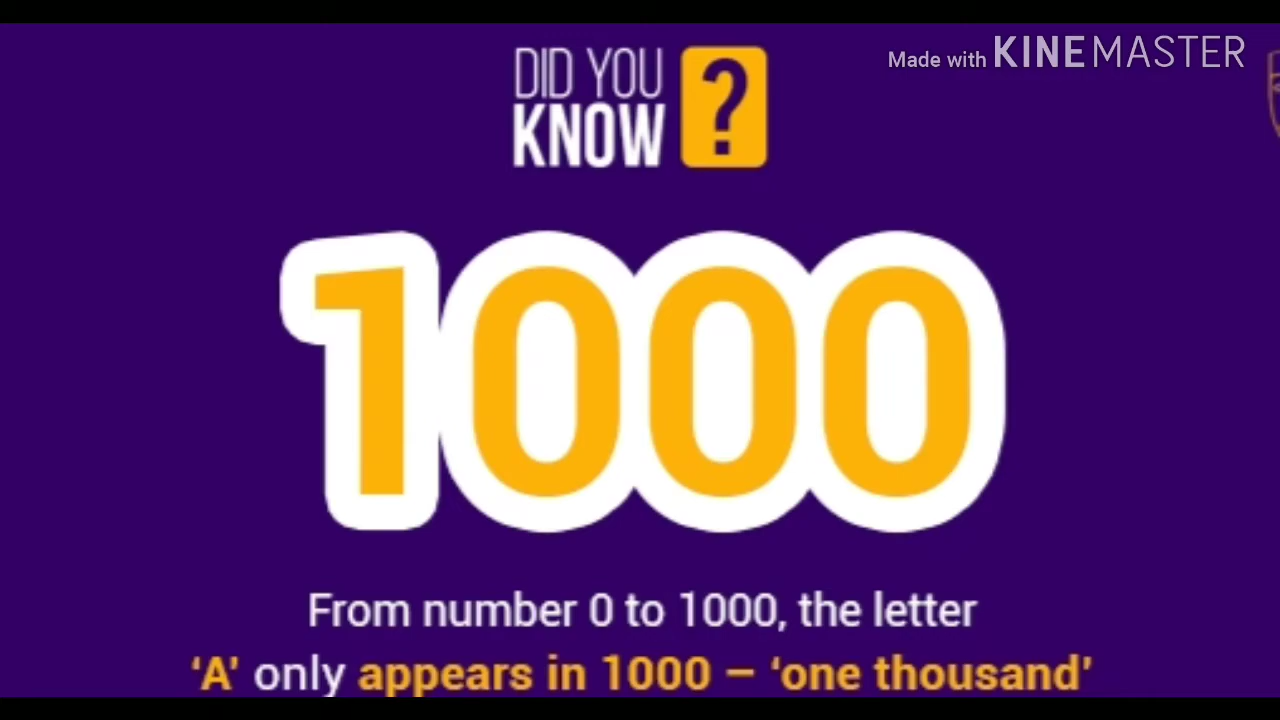 Made with KINEMASTER
DID YOU
KNOW ?
1000
From number 0 to 1000, the letter
‘A’ only appears in 1000 – ‘one thousand’